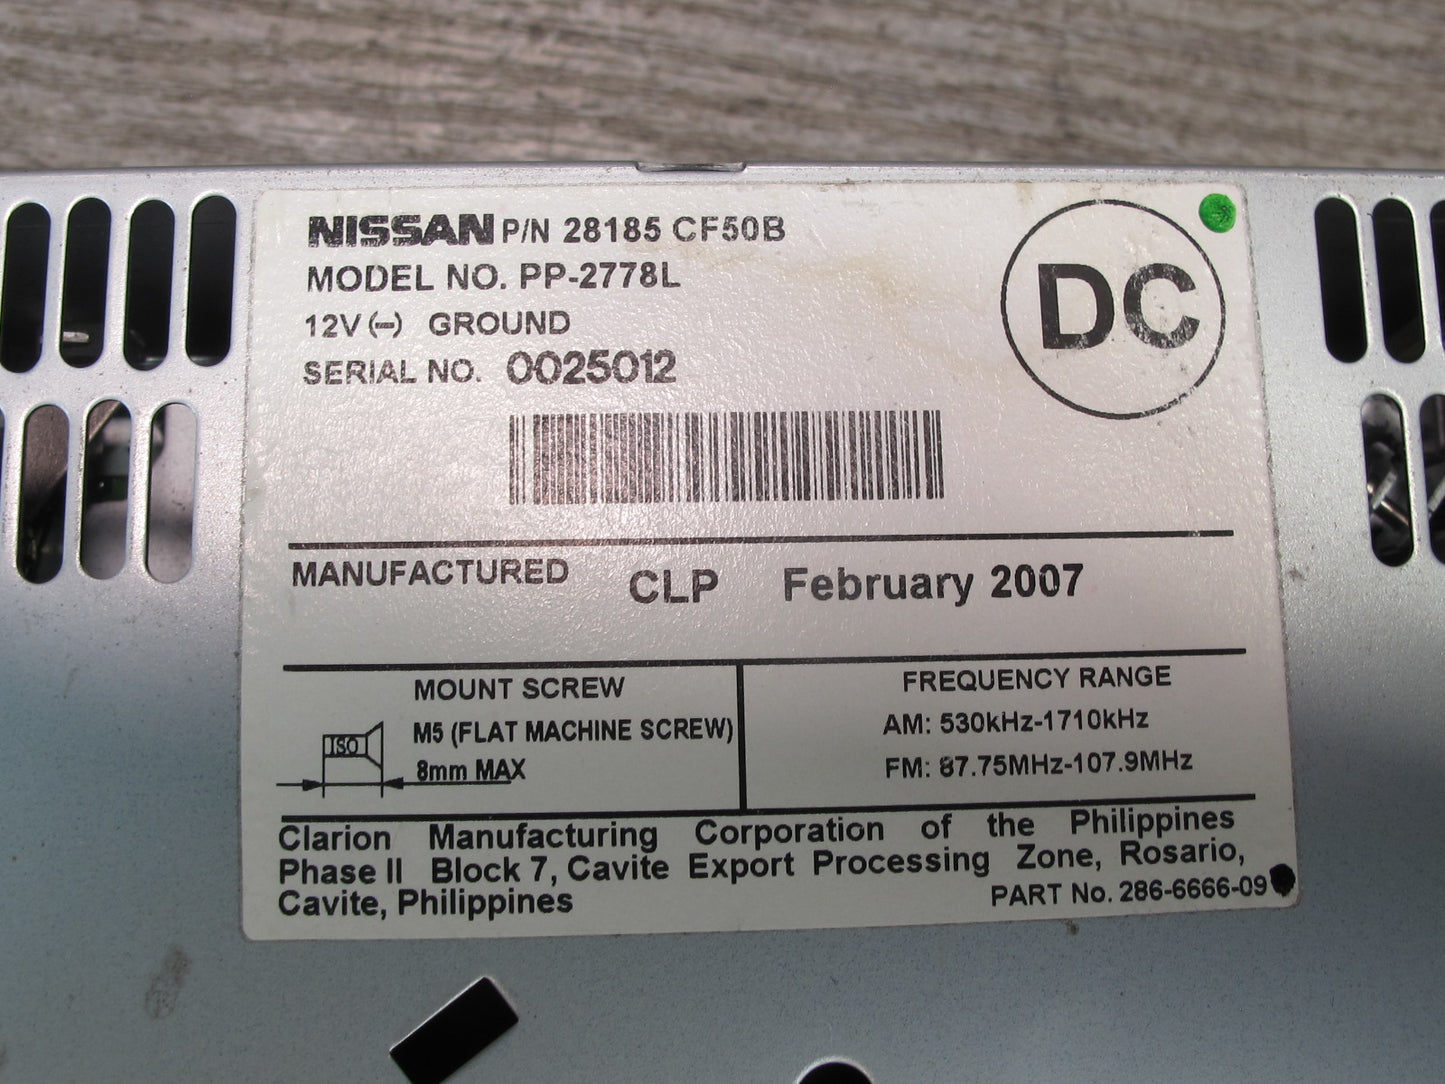 NISSAN P/N 28185 CF50B
MODEL NO. PP-2778L
12V (-) GROUND
SERIAL NO. 0025012
DC
MANUFACTURED CLP February 2007
MOUNT SCREW
ISO
M5 (FLAT MACHINE SCREW)
8mm MAX
FREQUENCY RANGE
AM: 530kHz-1710kHz
FM: 87.75MHz-107.9MHz
Clarion Manufacturing Corporation of the Philippines
Phase II Block 7, Cavite Export Processing Zone, Rosario,
Cavite, Philippines
PART No. 286-6666-09